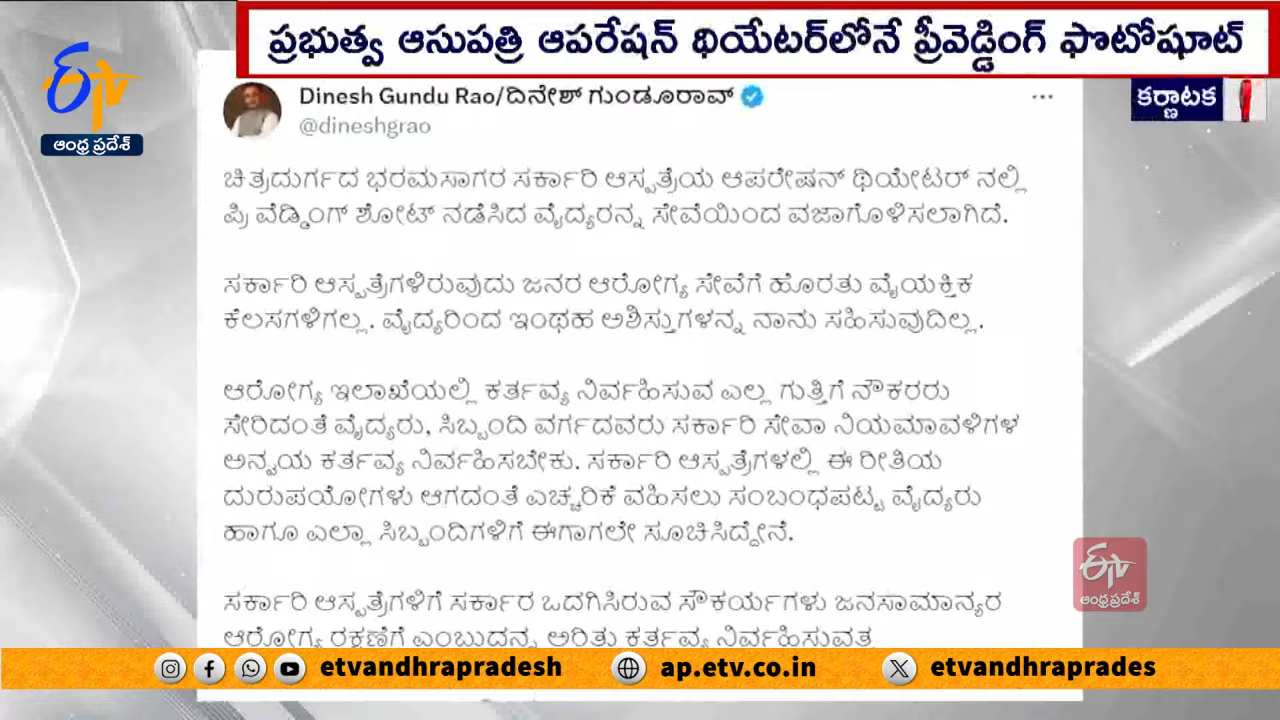 ప్రభుత్వ ఆసుపత్రి ఆపరేషన్ థియేటర్‌లోనే ప్రీవెడ్డింగ్ ఫొటోషూట్
ETV
ఆంధ్ర ప్రదేశ్
కర్ణాటక
Dinesh Gundu Rao/ದಿನೇಶ್ ಗುಂಡೂರಾವ್
@dineshgrao
ಚಿತ್ರದುರ್ಗದ ಭರಮಸಾಗರ ಸರ್ಕಾರಿ ಆಸ್ಪತ್ರೆಯ ಆಪರೇಷನ್ ಥಿಯೇಟರ್ ನಲ್ಲಿ
ಪ್ರಿ ವೆಡ್ಡಿಂಗ್ ಶೋಟ್ ನಡೆಸಿದ ವೈದ್ಯರನ್ನ ಸೇವೆಯಿಂದ ವಜಾಗೊಳಿಸಲಾಗಿದೆ.
ಸರ್ಕಾರಿ ಆಸ್ಪತ್ರೆಗಳಿರುವುದು ಜನರ ಆರೋಗ್ಯ ಸೇವೆಗೆ ಹೊರತು ವೈಯಕ್ತಿಕ
ಕೆಲಸಗಳಿಗಲ್ಲ. ವೈದ್ಯರಿಂದ ಇಂಥಹ ಅಶಿಸ್ತುಗಳನ್ನ ನಾನು ಸಹಿಸುವುದಿಲ್ಲ.
ಆರೋಗ್ಯ ಇಲಾಖೆಯಲ್ಲಿ ಕರ್ತವ್ಯ ನಿರ್ವಹಿಸುವ ಎಲ್ಲ ಗುತ್ತಿಗೆ ನೌಕರರು
ಸೇರಿದಂತೆ ವೈದ್ಯರು, ಸಿಬ್ಬಂದಿ ವರ್ಗದವರು ಸರ್ಕಾರಿ ಸೇವಾ ನಿಯಮಾವಳಿಗಳ
ಅನ್ವಯ ಕರ್ತವ್ಯ ನಿರ್ವಹಿಸಬೇಕು. ಸರ್ಕಾರಿ ಆಸ್ಪತ್ರೆಗಳಲ್ಲಿ ಈ ರೀತಿಯ
ದುರುಪಯೋಗಗಳು ಆಗದಂತೆ ಎಚ್ಚರಿಕೆ ವಹಿಸಲು ಸಂಬಂಧಪಟ್ಟ ವೈದ್ಯರು
ಹಾಗೂ ಎಲ್ಲಾ ಸಿಬ್ಬಂದಿಗಳಿಗೆ ಈಗಾಗಲೇ ಸೂಚಿಸಿದ್ದೇನೆ.
ETV
ఆంధ్రప్రదేశ్
ಸರ್ಕಾರಿ ಆಸ್ಪತ್ರೆಗಳಿಗೆ ಸರ್ಕಾರ ಒದಗಿಸಿರುವ ಸೌಕರ್ಯಗಳು ಜನಸಾಮಾನ್ಯರ
ಆರೋಗ್ಯ ರಕ್ಷಣೆಗೆ ಎಂಬುದನ್ನ ಅರಿತು ಕರ್ತವ್ಯ ನಿರ್ವಹಿಸುವತ್ತ
etvandhrapradesh
ap.etv.co.in
etvandhraprades